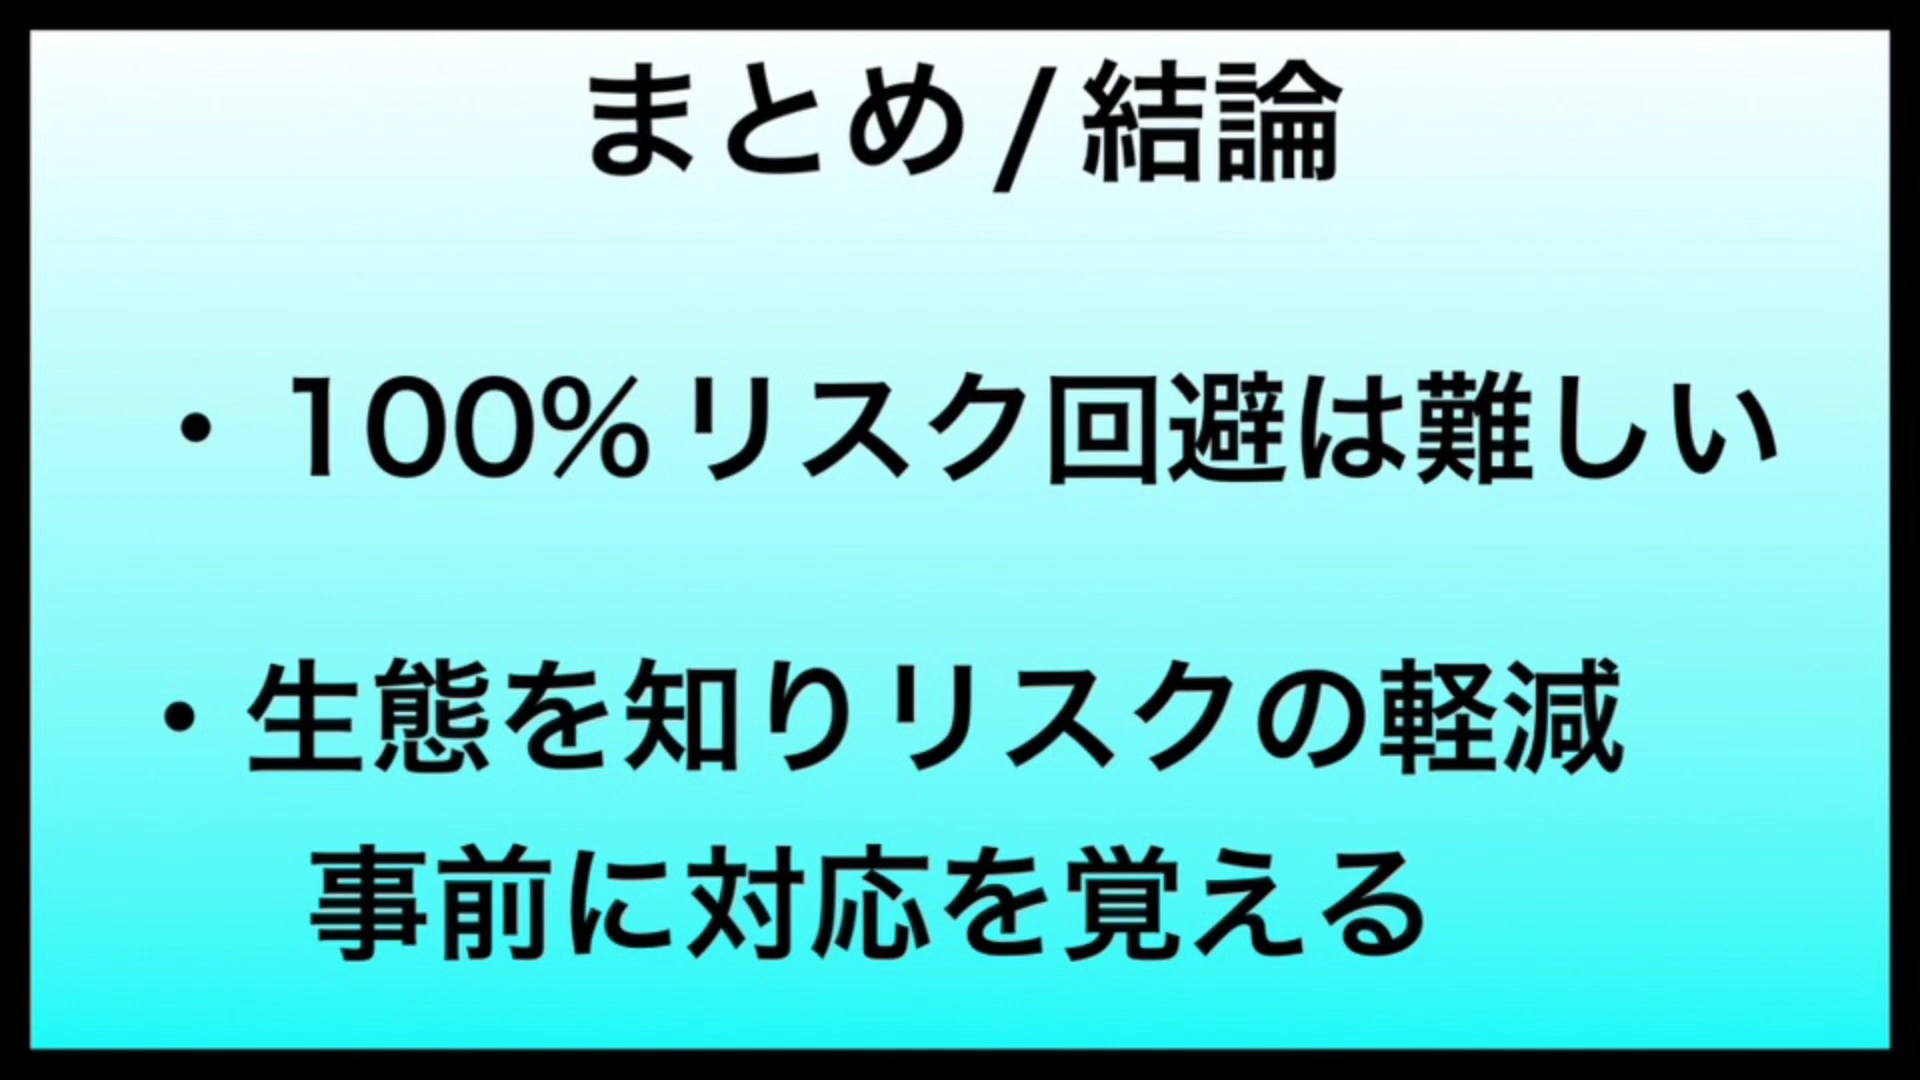 まとめ/結論
・100%リスク回避は難しい
・生態を知りリスクの軽減
事前に対応を覚える